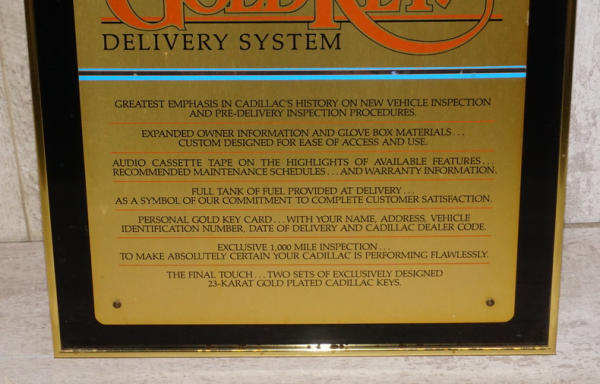 GOLD KEY
DELIVERY SYSTEM
GREATEST EMPHASIS IN CADILLAC'S HISTORY ON NEW VEHICLE INSPECTION
AND PRE-DELIVERY INSPECTION PROCEDURES.
EXPANDED OWNER INFORMATION AND GLOVE BOX MATERIALS...
CUSTOM DESIGNED FOR EASE OF ACCESS AND USE.
AUDIO CASSETTE TAPE ON THE HIGHLIGHTS OF AVAILABLE FEATURES...
RECOMMENDED MAINTENANCE SCHEDULES...AND WARRANTY INFORMATION.
FULL TANK OF FUEL PROVIDED AT DELIVERY...
AS A SYMBOL OF OUR COMMITMENT TO COMPLETE CUSTOMER SATISFACTION.
PERSONAL GOLD KEY CARD...WITH YOUR NAME, ADDRESS, VEHICLE
IDENTIFICATION NUMBER, DATE OF DELIVERY AND CADILLAC DEALER CODE.
EXCLUSIVE 1,000 MILE INSPECTION...
TO MAKE ABSOLUTELY CERTAIN YOUR CADILLAC IS PERFORMING FLAWLESSLY.
THE FINAL TOUCH...TWO SETS OF EXCLUSIVELY DESIGNED
23-KARAT GOLD PLATED CADILLAC KEYS.